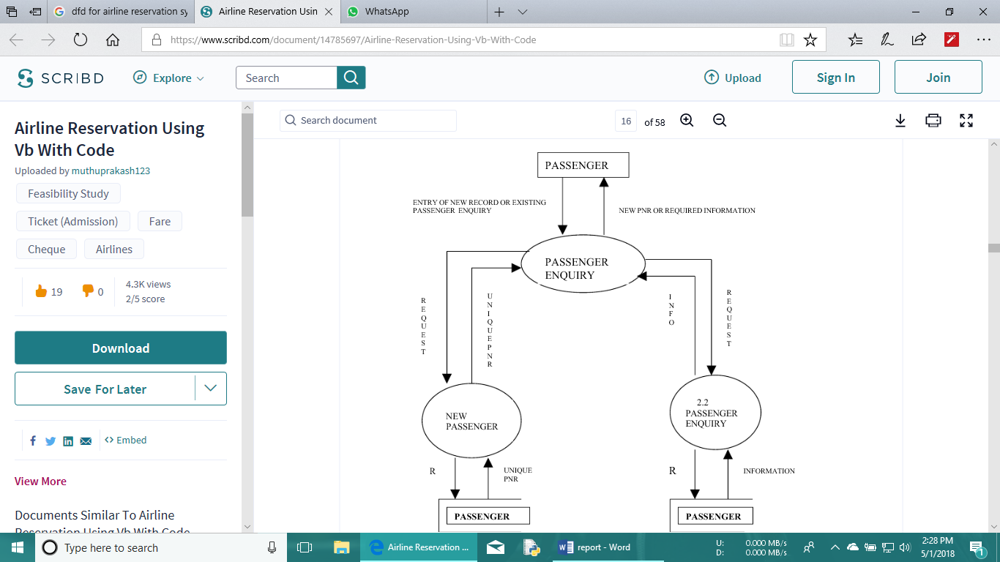 dfd for airline reservation sy
Airline Reservation Usin
WhatsApp
https://www.scribd.com/document/14785697/Airline-Reservation-Using-Vb-With-Code
SCRIBD
Explore
Search
Upload
Sign In
Join
Airline Reservation Using
Vb With Code
Uploaded by muthuprakash123
Feasibility Study
Ticket (Admission)
Fare
Cheque
Airlines
19
0
4.3K views
2/5 score
Download
Save For Later
Embed
View More
Documents Similar To Airline
Reservation Using Vb With Code
Search document
16
of 58
PASSENGER
ENTRY OF NEW RECORD OR EXISTING
PASSENGER ENQUIRY
NEW PNR OR REQUIRED INFORMATION
PASSENGER
ENQUIRY
REQUEST
UNIQUEPNR
INFO
REQUEST
NEW
PASSENGER
2.2
PASSENGER
ENQUIRY
R
UNIQUE
PNR
R
INFORMATION
PASSENGER
PASSENGER
Type here to search
Airline Reservation ...
report - Word
U: 0.000 MB/s
D: 0.000 MB/s
2:28 PM
5/1/2018
1